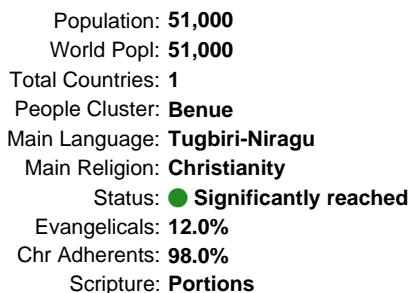 Population: 51,000
World Popl: 51,000
Total Countries: 1
People Cluster: Benue
Main Language: Tugbiri-Niragu
Main Religion: Christianity
Status: Significantly reached
Evangelicals: 12.0%
Chr Adherents: 98.0%
Scripture: Portions